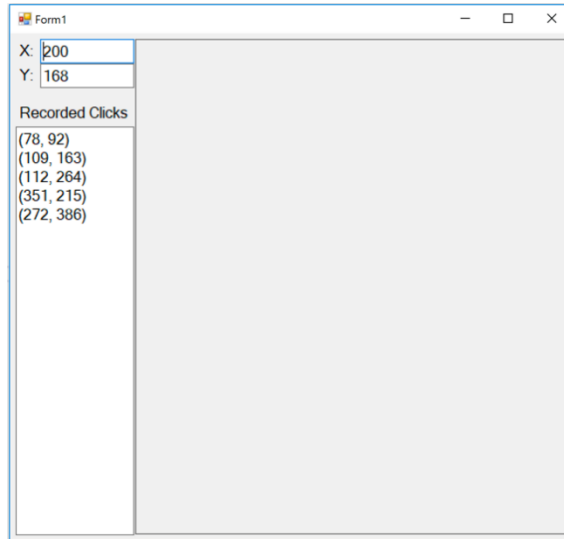 Form1
X: 200
Y: 168
Recorded Clicks
(78, 92)
(109, 163)
(112, 264)
(351, 215)
(272, 386)